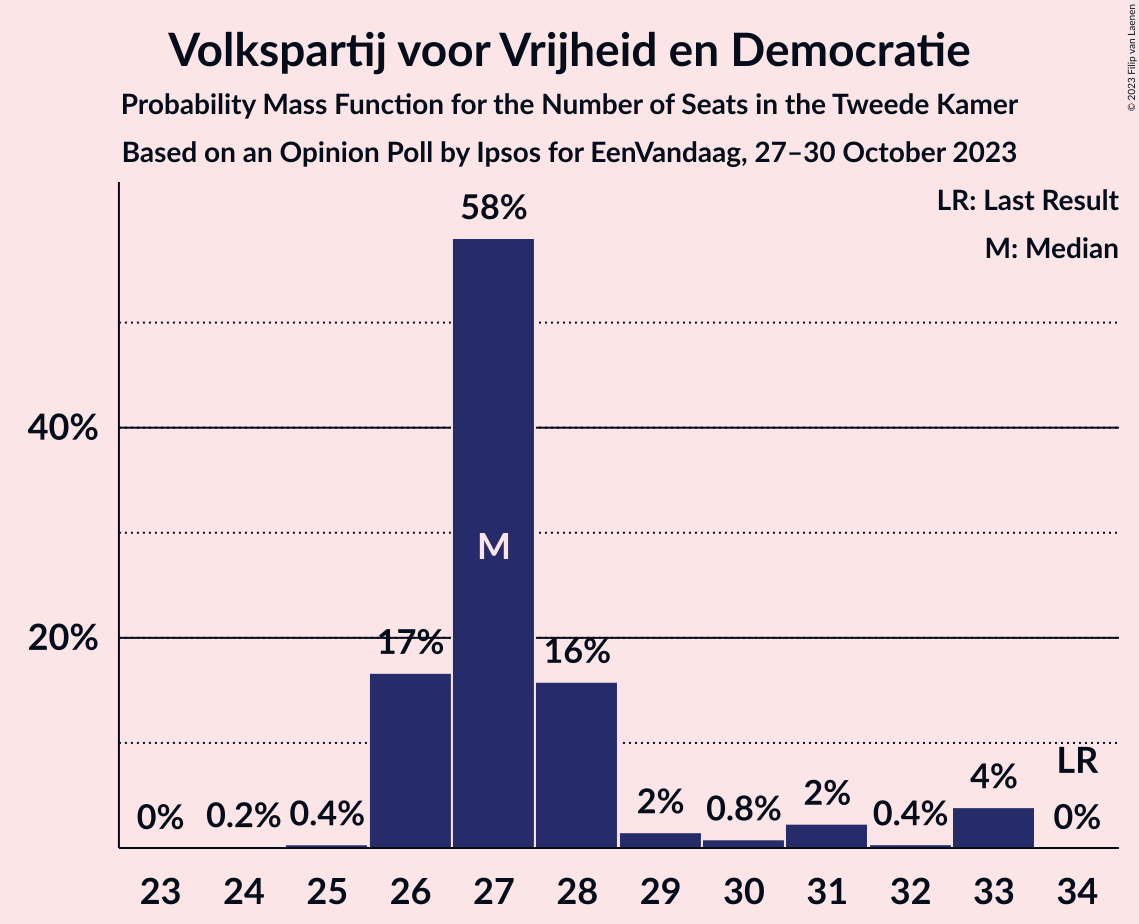 Volkspartij voor Vrijheid en Democratie
Probability Mass Function for the Number of Seats in the Tweede Kamer
Based on an Opinion Poll by Ipsos for EenVandaag, 27–30 October 2023
© 2023 Filip van Laenen
LR: Last Result
M: Median
58%
40%
M
20%
17%
16%
0%
0.2%
0.4%
2%
0.8%
2%
0.4%
4%
LR
0%
23 24 25 26 27 28 29 30 31 32 33 34